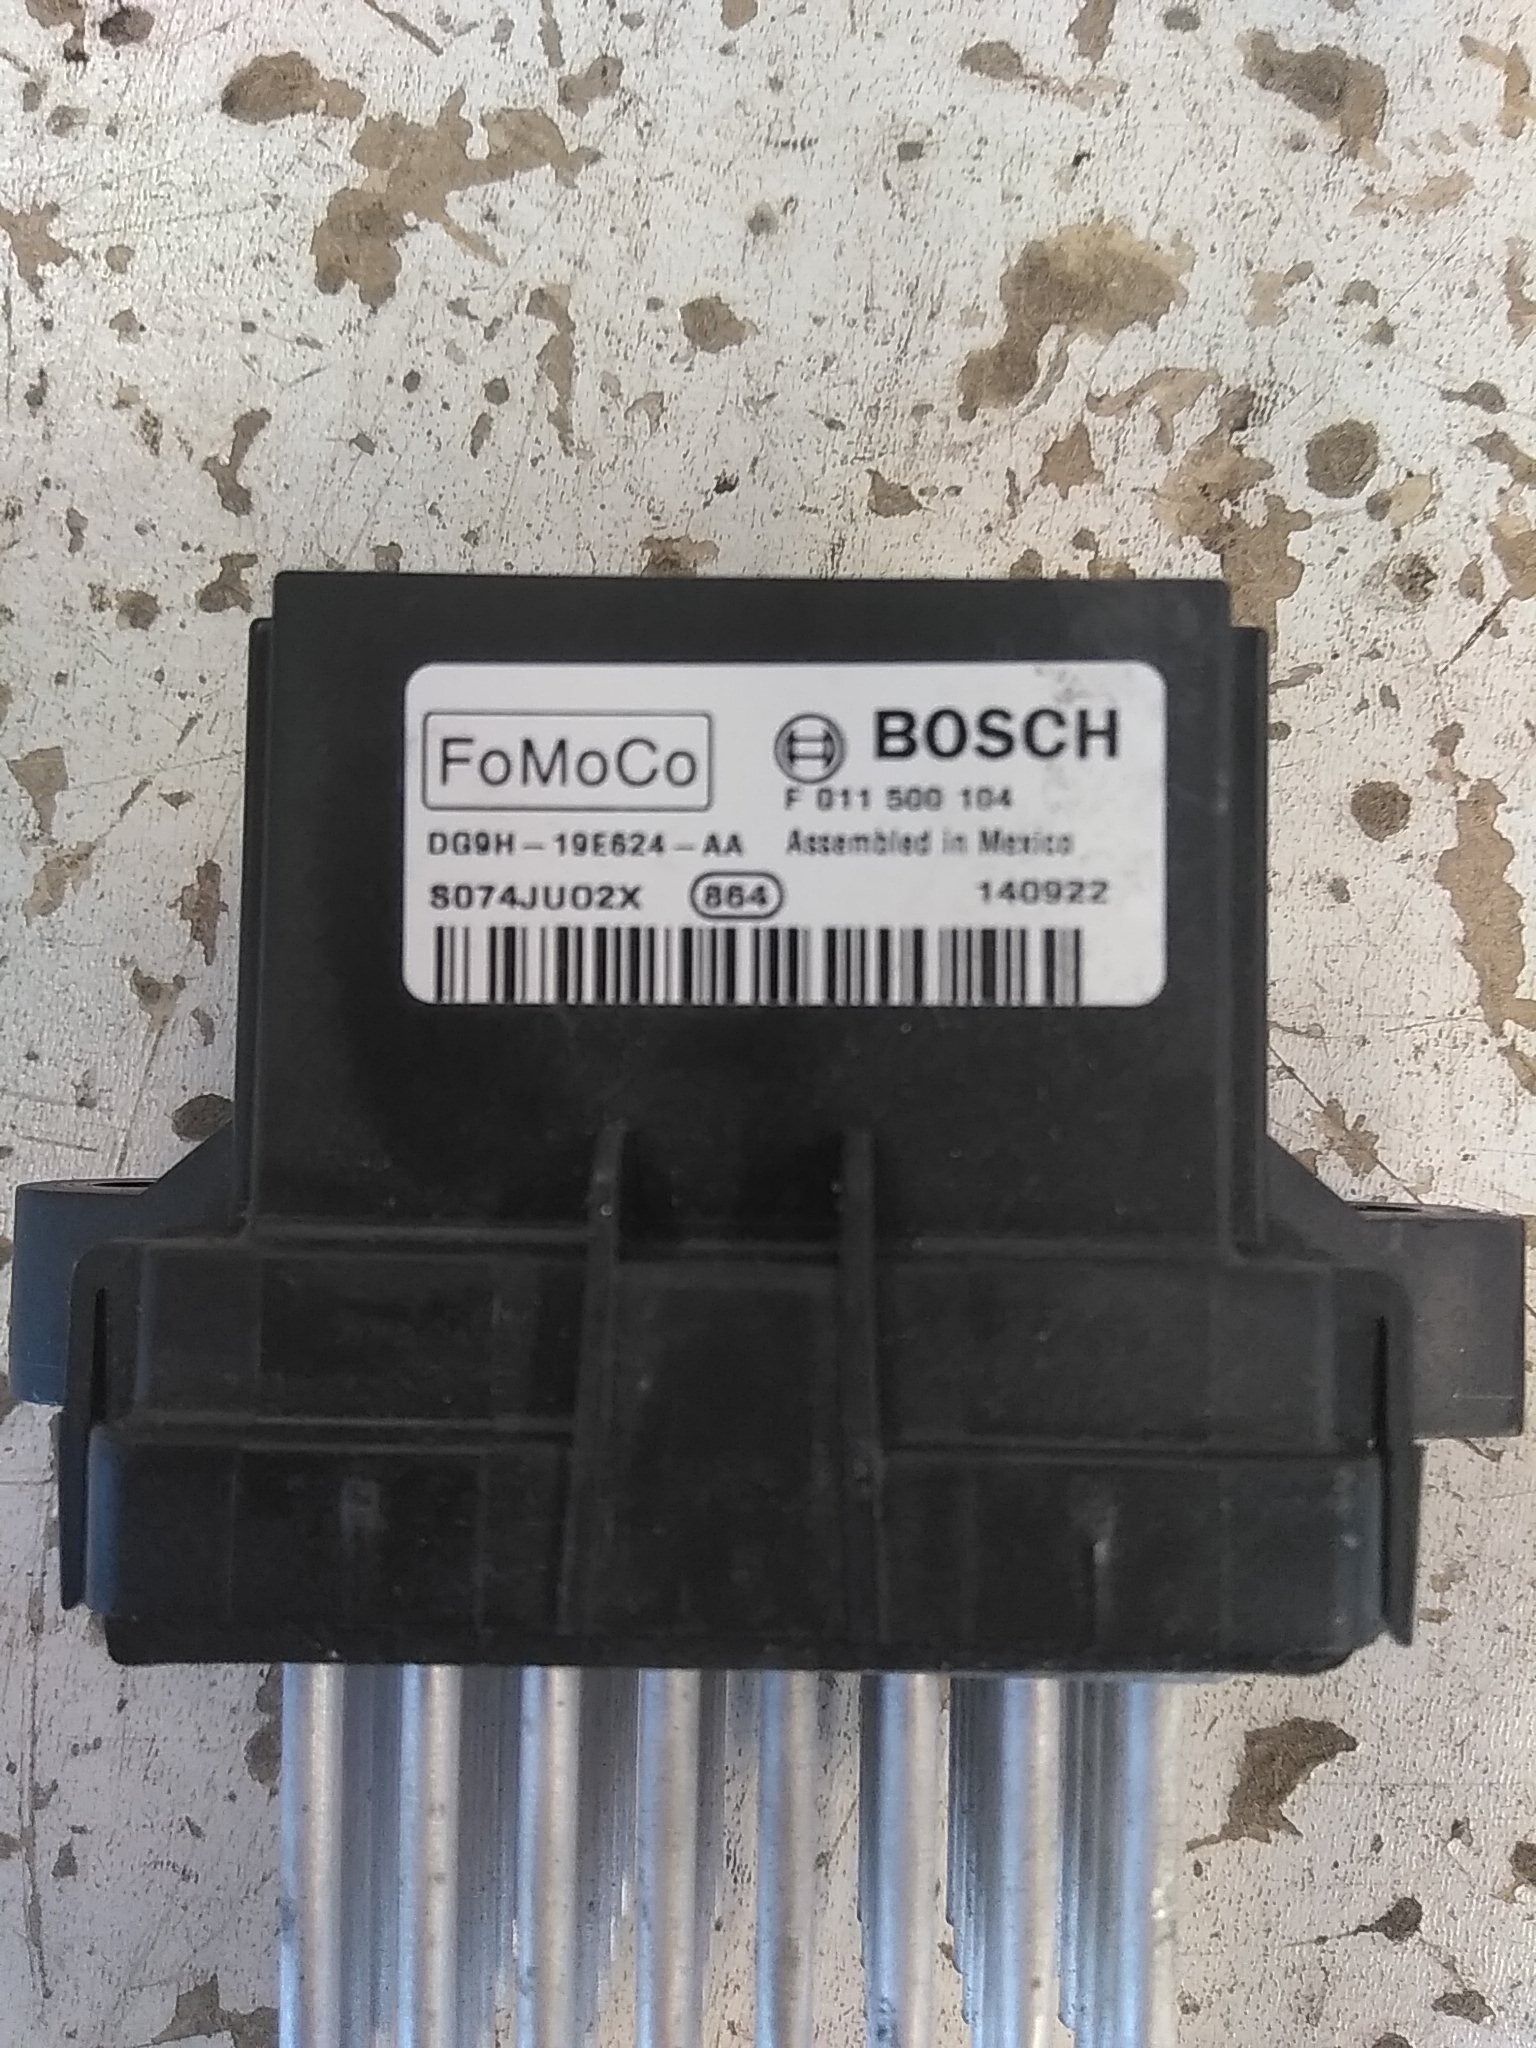 FoMoCo
BOSCH
F 011 500 104
DG9H-19E624-AA
Assembled in Mexico
S074JU02X
864
140922